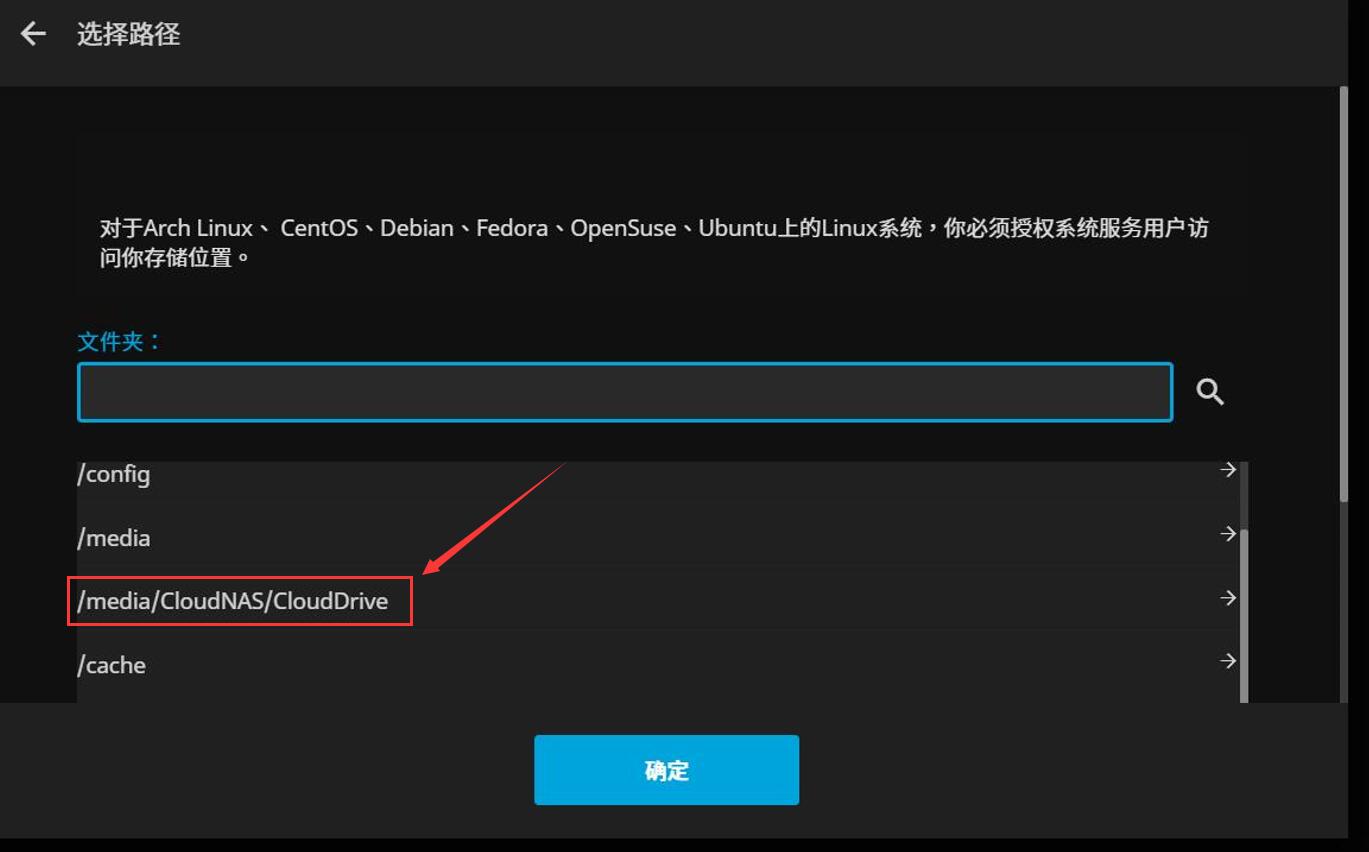 选择路径
对于Arch Linux、 CentOS、Debian、Fedora、OpenSuse、Ubuntu上的Linux系统，你必须授权系统服务用户访
问你存储位置。
文件夹：
/config
/media
/media/CloudNAS/CloudDrive
/cache
确定